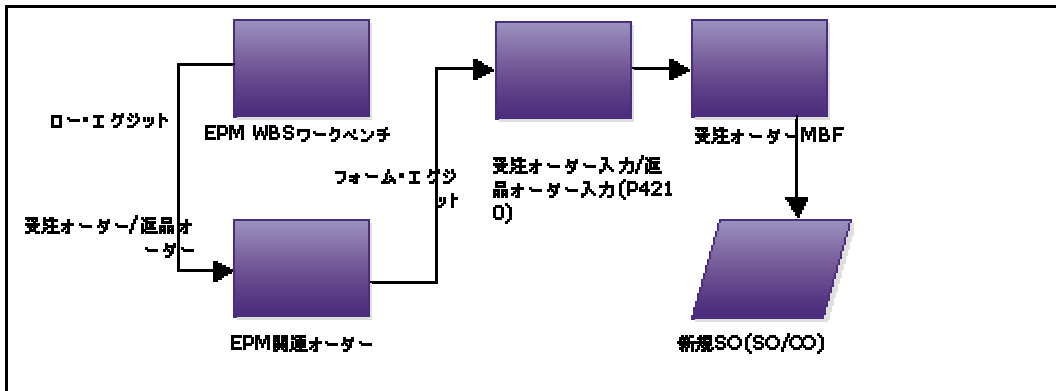 ロー・エグジット
EPM WBSワークベンチ
受注オーダー/返品オ
ーダー
EPM関連オーダー
フォーム・エグジ
ット
受注オーダー入力/返
品オーダー入力(P421
0)
受注オーダーMBF
新規SO(SO/CO)